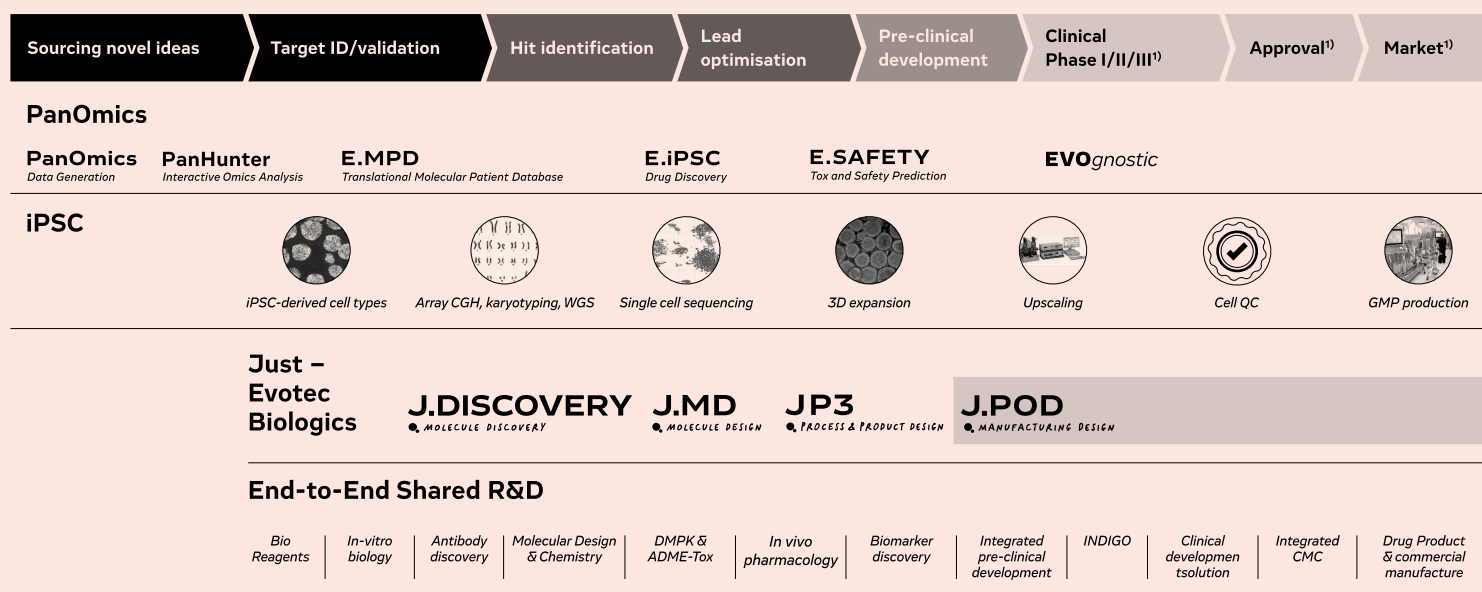 Sourcing novel ideas
Target ID/validation
Hit identification
Lead
optimisation
Pre-clinical
development
Clinical
Phase I/II/III¹⁾
Approval¹⁾
Market¹⁾
PanOmics
PanOmics
Data Generation
PanHunter
Interactive Omics Analysis
E.MPD
Translational Molecular Patient Database
E.iPSC
Drug Discovery
E.SAFETY
Tox and Safety Prediction
EVOgnostic
iPSC
iPSC-derived cell types
Array CGH, karyotyping, WGS
Single cell sequencing
3D expansion
Upscaling
Cell QC
GMP production
Just –
Evotec
Biologics
J.DISCOVERY
MOLECULE DISCOVERY
J.MD
MOLECULE DESIGN
JP3
PROCESS & PRODUCT DESIGN
J.POD
MANUFACTURING DESIGN
End-to-End Shared R&D
Bio
Reagents
In-vitro
biology
Antibody
discovery
Molecular Design
& Chemistry
DMPK &
ADME-Tox
In vivo
pharmacology
Biomarker
discovery
Integrated
pre-clinical
development
INDIGO
Clinical
developmen
tsolution
Integrated
CMC
Drug Product
& commercial
manufacture